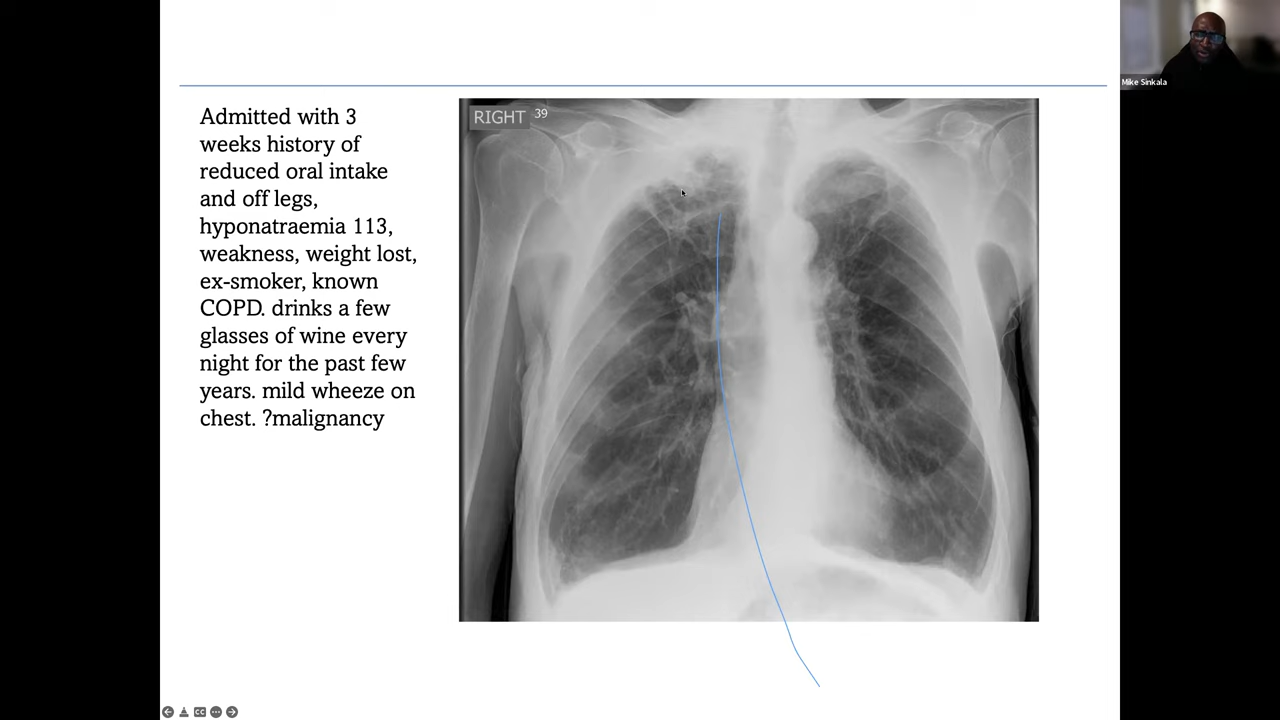 Mike Sinkala
RIGHT 39
Admitted with 3
weeks history of
reduced oral intake
and off legs,
hyponatraemia 113,
weakness, weight lost,
ex-smoker, known
COPD. drinks a few
glasses of wine every
night for the past few
years. mild wheeze on
chest. ?malignancy
CC